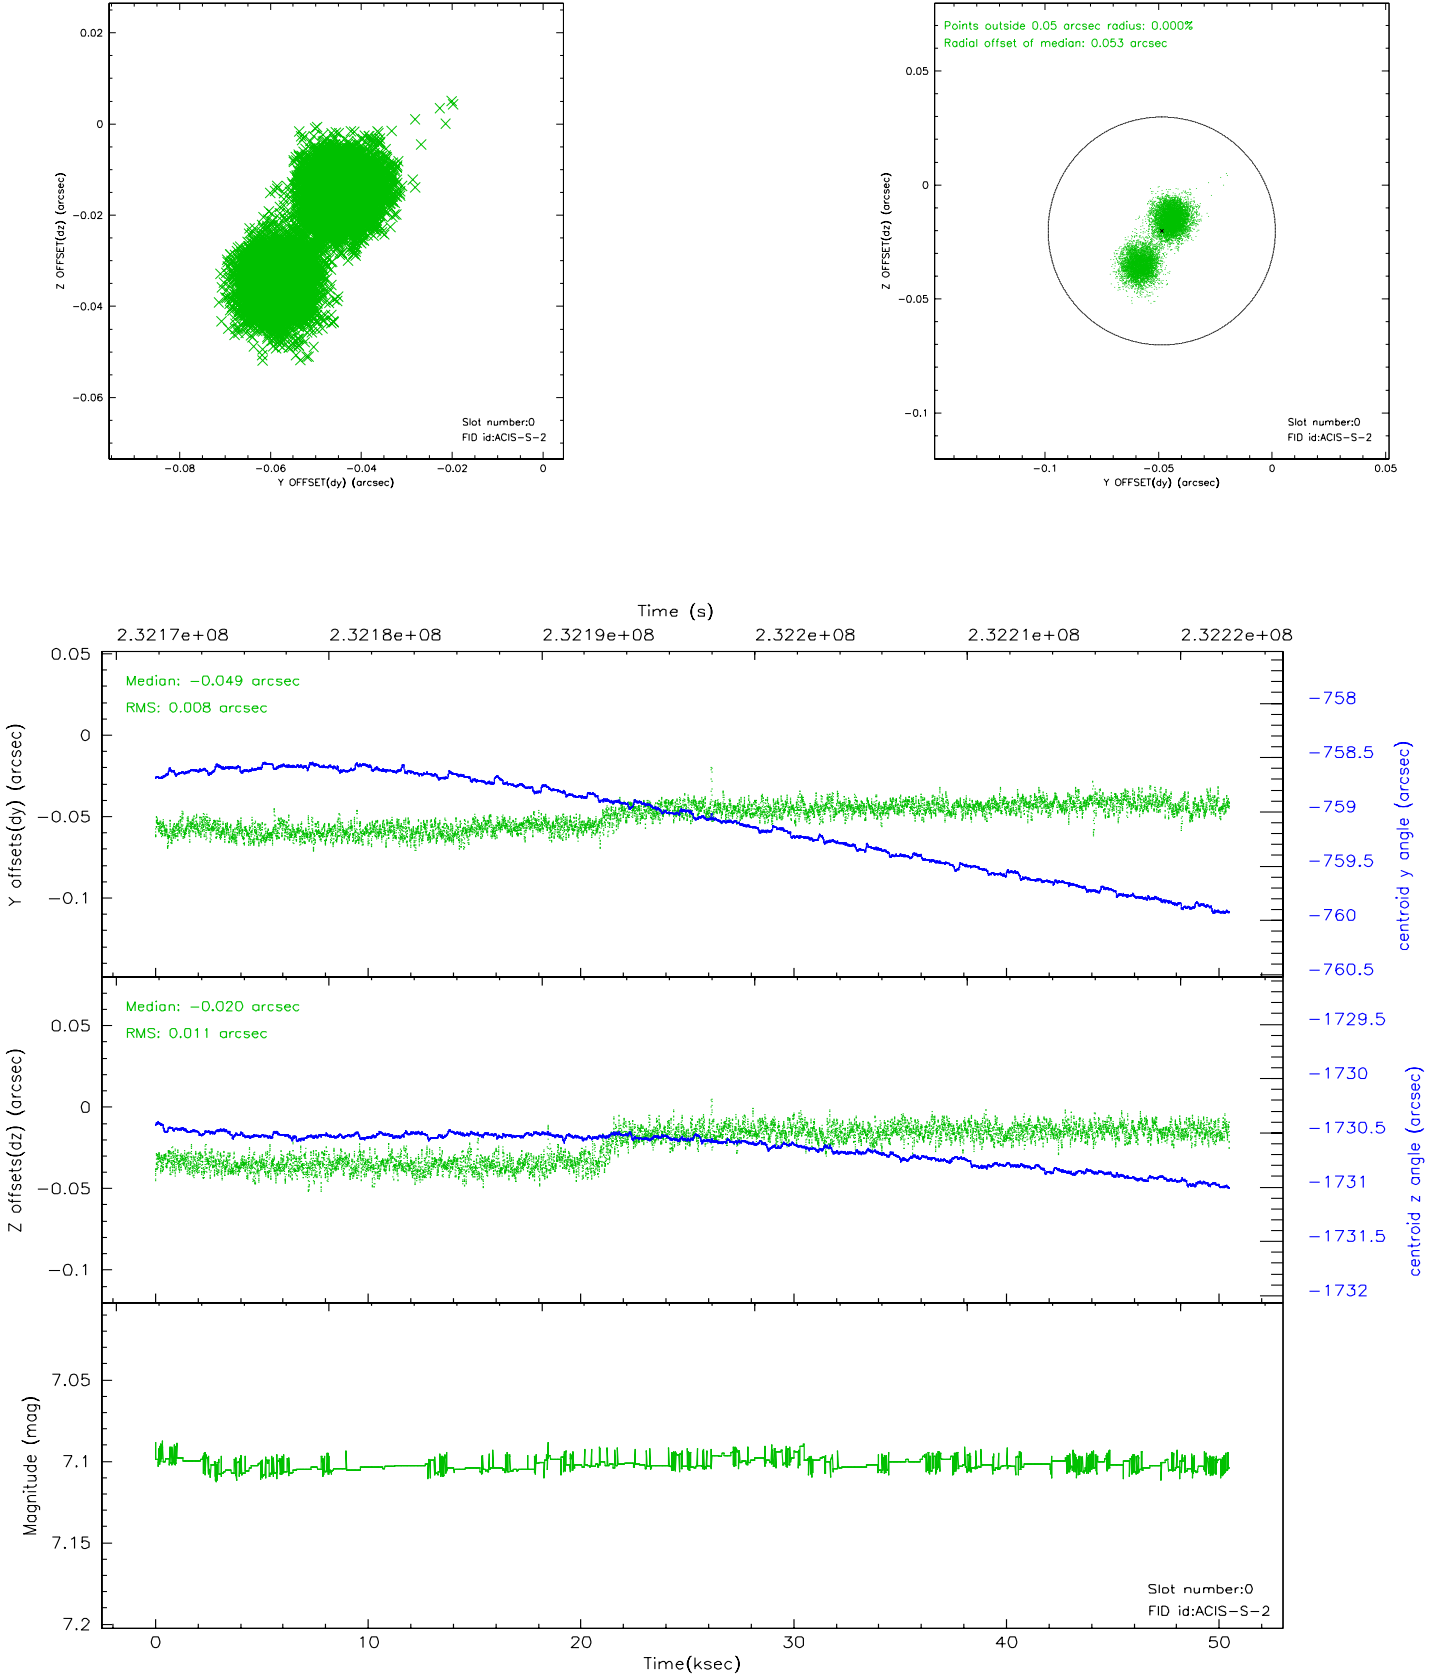 0.02
0
-0.02
-0.04
-0.06
Z OFFSET(dz) (arcsec)
Slot number:0
FID id:ACIS-S-2
-0.08 -0.06 -0.04 -0.02 0
Y OFFSET(dy) (arcsec)
Points outside 0.05 arcsec radius: 0.000%
Radial offset of median: 0.053 arcsec
0.05
0
-0.05
-0.1
Z OFFSET(dz) (arcsec)
Slot number:0
FID id:ACIS-S-2
-0.1 -0.05 0 0.05
Y OFFSET(dy) (arcsec)
Time (s)
2.3217e+08 2.3218e+08 2.3219e+08 2.322e+08 2.3221e+08 2.3222e+08
Median: -0.049 arcsec
RMS: 0.008 arcsec
0.05
0
-0.05
-0.1
Y offsets(dy) (arcsec)
-758
-758.5
-759
-759.5
-760
-760.5
centroid y angle (arcsec)
Median: -0.020 arcsec
RMS: 0.011 arcsec
0.05
0
-0.05
-0.1
Z offsets(dz) (arcsec)
-1729.5
-1730
-1730.5
-1731
-1731.5
-1732
centroid z angle (arcsec)
7.05
7.1
7.15
7.2
Magnitude (mag)
Slot number:0
FID id:ACIS-S-2
0 10 20 30 40 50
Time(ksec)